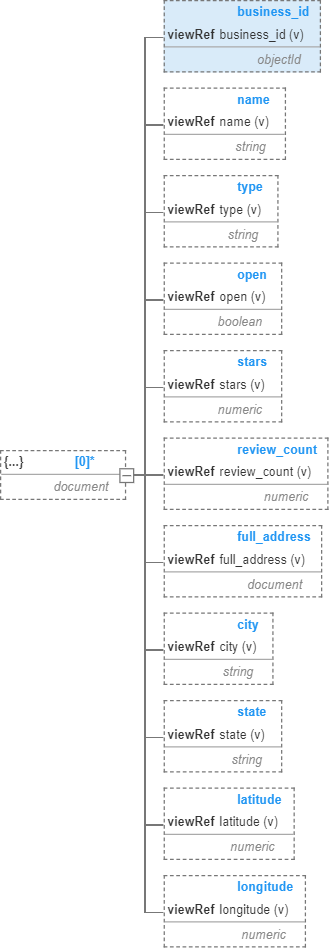 business_id
viewRef business_id (v)
objectId
name
viewRef name (v)
string
type
viewRef type (v)
string
open
viewRef open (v)
boolean
stars
viewRef stars (v)
numeric
{...} [0]*
document
review_count
viewRef review_count (v)
numeric
full_address
viewRef full_address (v)
document
city
viewRef city (v)
string
state
viewRef state (v)
string
latitude
viewRef latitude (v)
numeric
longitude
viewRef longitude (v)
numeric